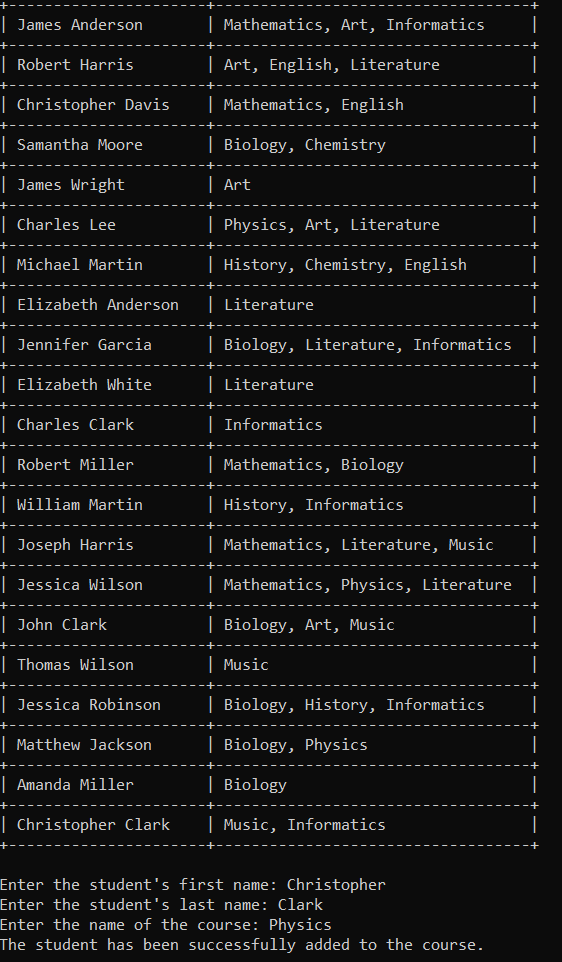 | James Anderson | Mathematics, Art, Informatics |
| Robert Harris | Art, English, Literature |
| Christopher Davis | Mathematics, English |
| Samantha Moore | Biology, Chemistry |
| James Wright | Art |
| Charles Lee | Physics, Art, Literature |
| Michael Martin | History, Chemistry, English |
| Elizabeth Anderson | Literature |
| Jennifer Garcia | Biology, Literature, Informatics |
| Elizabeth White | Literature |
| Charles Clark | Informatics |
| Robert Miller | Mathematics, Biology |
| William Martin | History, Informatics |
| Joseph Harris | Mathematics, Literature, Music |
| Jessica Wilson | Mathematics, Physics, Literature |
| John Clark | Biology, Art, Music |
| Thomas Wilson | Music |
| Jessica Robinson | Biology, History, Informatics |
| Matthew Jackson | Biology, Physics |
| Amanda Miller | Biology |
| Christopher Clark | Music, Informatics |
Enter the student's first name: Christopher
Enter the student's last name: Clark
Enter the name of the course: Physics
The student has been successfully added to the course.